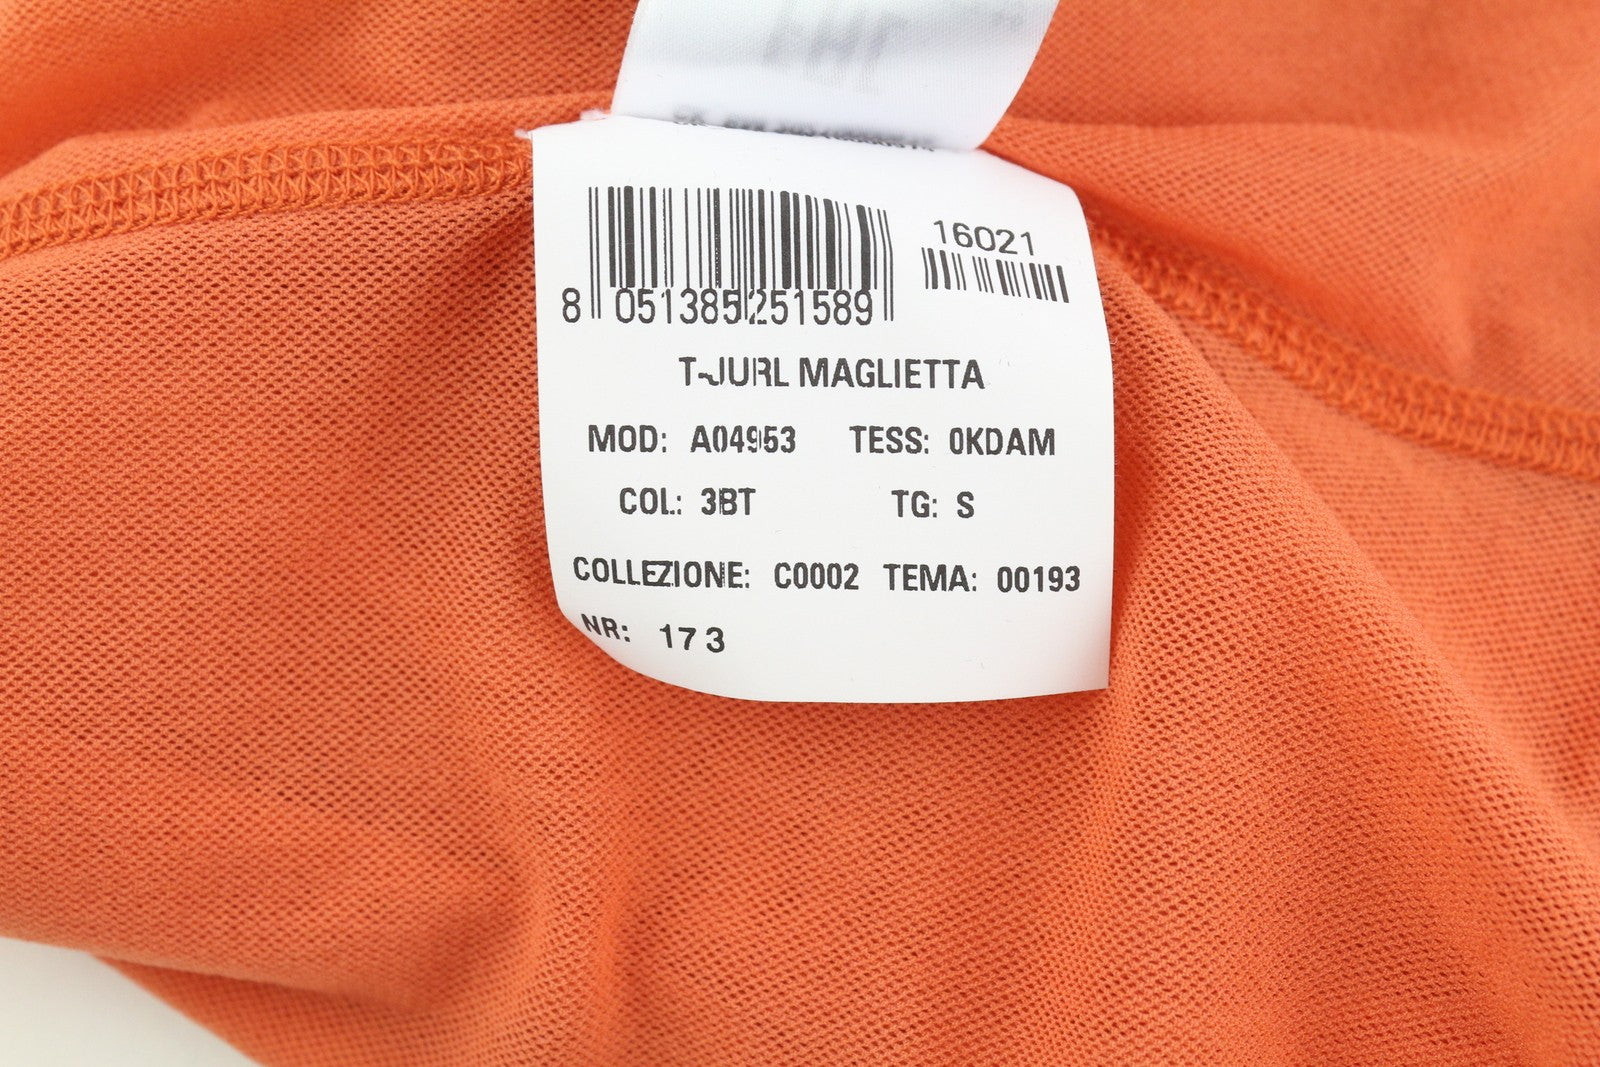 16021
8 051385 251589
T-JURL MAGLIETTA
MOD: A04953 TESS: 0KDAM
COL: 3BT TG: S
COLLEZIONE: C0002 TEMA: 00193
NR: 173